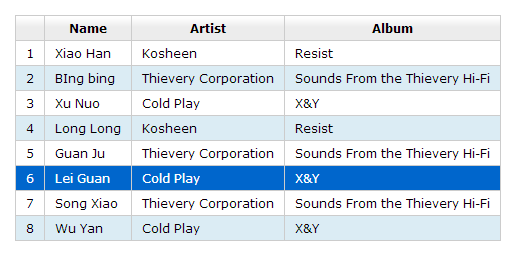 Name Artist Album
1 Xiao Han Kosheen Resist
2 BIng bing Thievery Corporation Sounds From the Thievery Hi-Fi
3 Xu Nuo Cold Play X&Y
4 Long Long Kosheen Resist
5 Guan Ju Thievery Corporation Sounds From the Thievery Hi-Fi
6 Lei Guan Cold Play X&Y
7 Song Xiao Thievery Corporation Sounds From the Thievery Hi-Fi
8 Wu Yan Cold Play X&Y